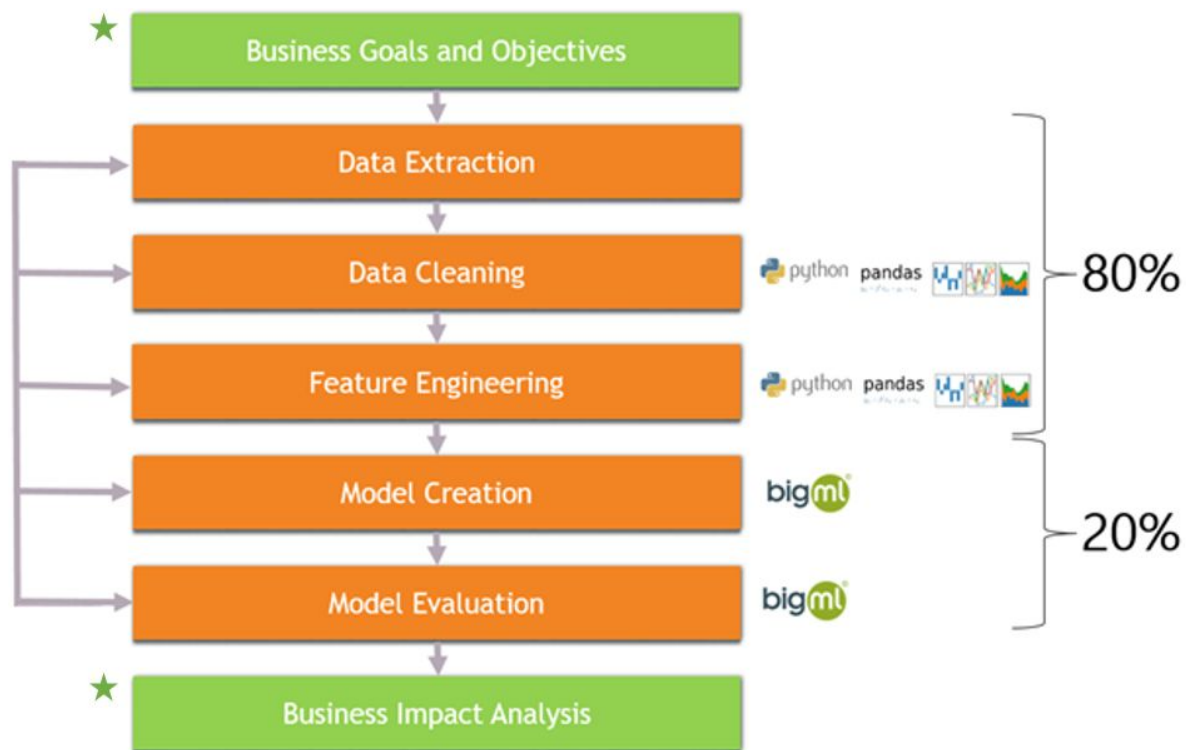 Business Goals and Objectives
Data Extraction
Data Cleaning
python pandas
80%
Feature Engineering
python pandas
Model Creation
bigml
20%
Model Evaluation
bigml
Business Impact Analysis